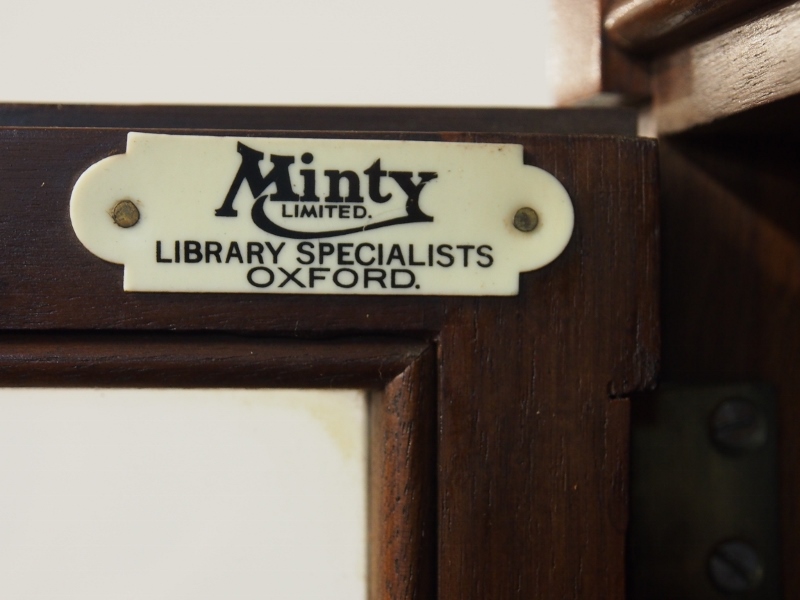 Minty
LIMITED.
LIBRARY SPECIALISTS
OXFORD.